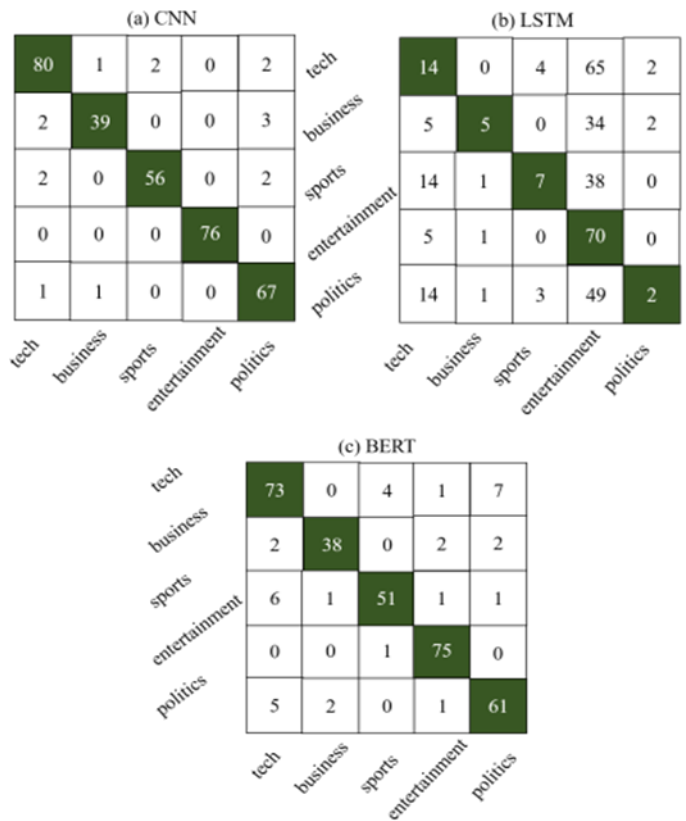 (a) CNN
80 1 2 0 2
2 39 0 0 3
2 0 56 0 2
0 0 0 76 0
1 1 0 0 67
tech
business
sports
entertainment
politics
tech
business
sports
entertainment
politics
(b) LSTM
14 0 4 65 2
5 5 0 34 2
14 1 7 38 0
5 1 0 70 0
14 1 3 49 2
tech
business
sports
entertainment
politics
(c) BERT
tech
business
sports
entertainment
politics
73 0 4 1 7
2 38 0 2 2
6 1 51 1 1
0 0 1 75 0
5 2 0 1 61
tech
business
sports
entertainment
politics